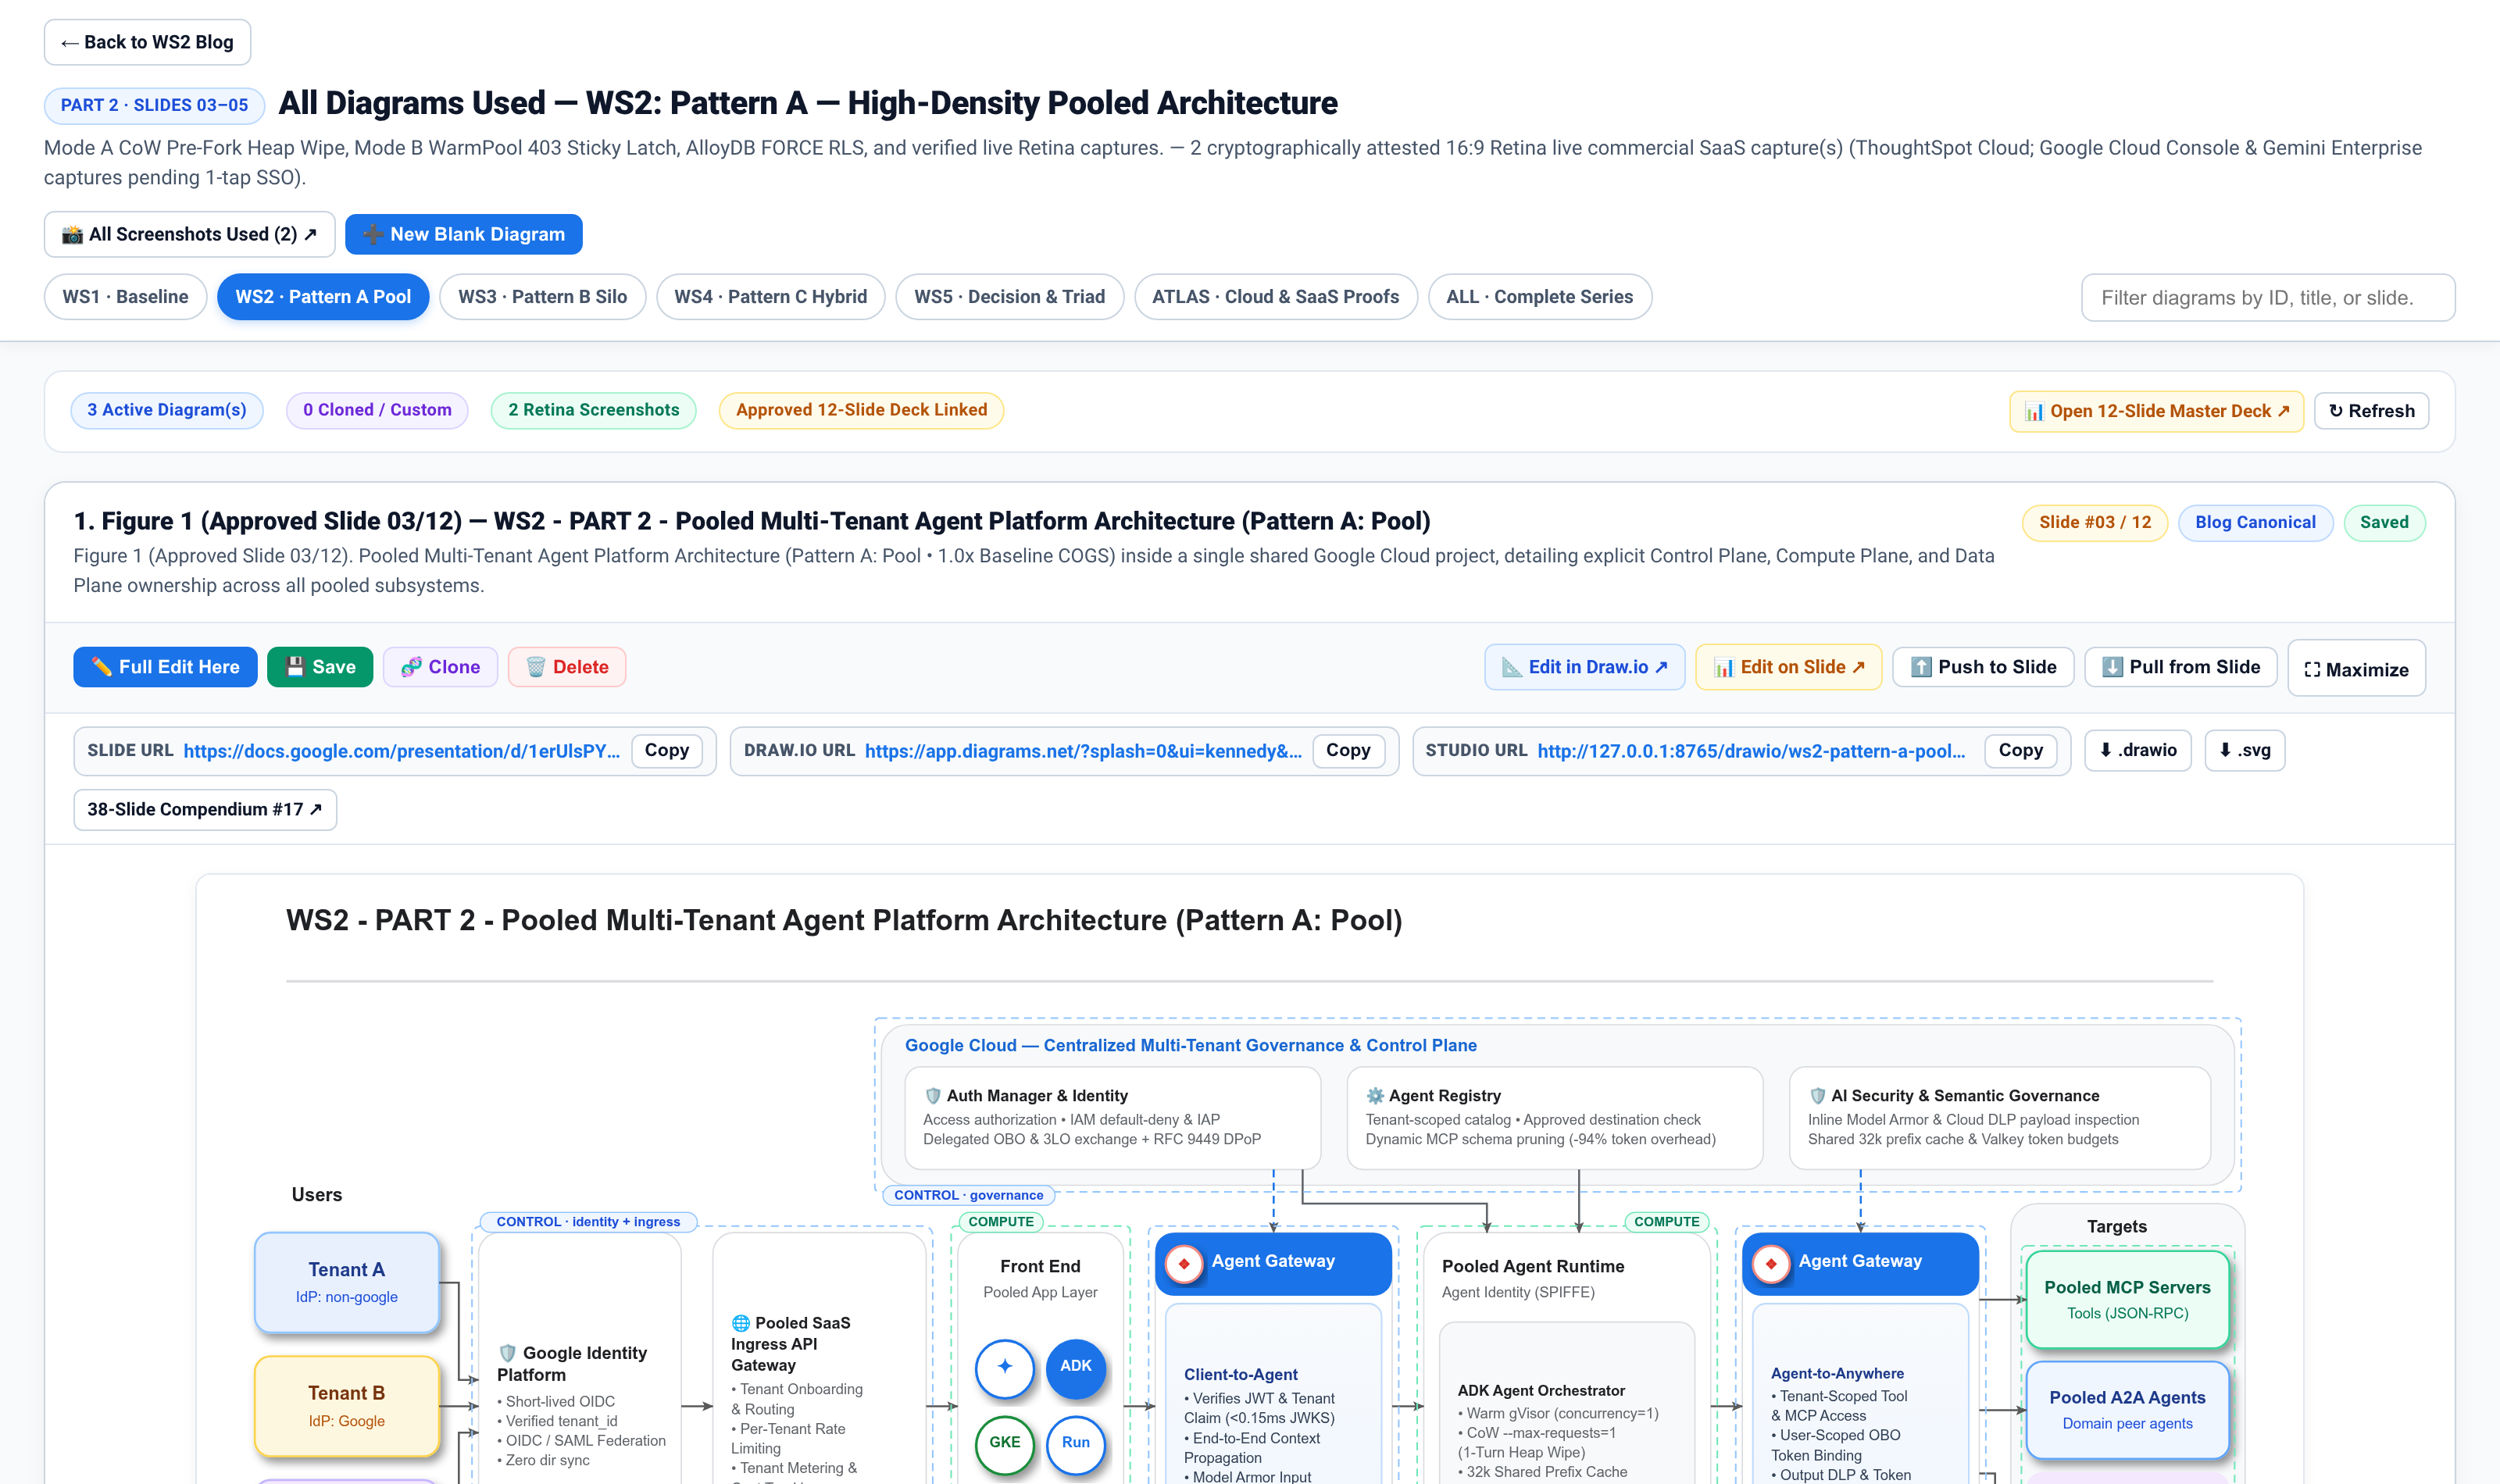 ← Back to WS2 Blog
PART 2 · SLIDES 03–05
All Diagrams Used — WS2: Pattern A — High-Density Pooled Architecture
Mode A CoW Pre-Fork Heap Wipe, Mode B WarmPool 403 Sticky Latch, AlloyDB FORCE RLS, and verified live Retina captures. — 2 cryptographically attested 16:9 Retina live commercial SaaS capture(s) (ThoughtSpot Cloud; Google Cloud Console & Gemini Enterprise
captures pending 1-tap SSO).
📸 All Screenshots Used (2) ↗
➕ New Blank Diagram
WS1 · Baseline
WS2 · Pattern A Pool
WS3 · Pattern B Silo
WS4 · Pattern C Hybrid
WS5 · Decision & Triad
ATLAS · Cloud & SaaS Proofs
ALL · Complete Series
Filter diagrams by ID, title, or slide.
3 Active Diagram(s)
0 Cloned / Custom
2 Retina Screenshots
Approved 12-Slide Deck Linked
📊 Open 12-Slide Master Deck ↗
↻ Refresh
1. Figure 1 (Approved Slide 03/12) — WS2 - PART 2 - Pooled Multi-Tenant Agent Platform Architecture (Pattern A: Pool)
Slide #03 / 12
Blog Canonical
Saved
Figure 1 (Approved Slide 03/12). Pooled Multi-Tenant Agent Platform Architecture (Pattern A: Pool • 1.0x Baseline COGS) inside a single shared Google Cloud project, detailing explicit Control Plane, Compute Plane, and Data
Plane ownership across all pooled subsystems.
✏️ Full Edit Here
💾 Save
🧬 Clone
🗑️ Delete
📐 Edit in Draw.io ↗
📊 Edit on Slide ↗
⬆️ Push to Slide
⬇️ Pull from Slide
⛶ Maximize
SLIDE URL https://docs.google.com/presentation/d/1erUlsPY... Copy
DRAW.IO URL https://app.diagrams.net/?splash=0&ui=kennedy&... Copy
STUDIO URL http://127.0.0.1:8765/drawio/ws2-pattern-a-pool... Copy
⬇ .drawio
⬇ .svg
38-Slide Compendium #17 ↗
WS2 - PART 2 - Pooled Multi-Tenant Agent Platform Architecture (Pattern A: Pool)
Google Cloud — Centralized Multi-Tenant Governance & Control Plane
🛡️ Auth Manager & Identity
Access authorization • IAM default-deny & IAP
Delegated OBO & 3LO exchange + RFC 9449 DPoP
⚙️ Agent Registry
Tenant-scoped catalog • Approved destination check
Dynamic MCP schema pruning (-94% token overhead)
🛡️ AI Security & Semantic Governance
Inline Model Armor & Cloud DLP payload inspection
Shared 32k prefix cache & Valkey token budgets
CONTROL · governance
Users
Tenant A
IdP: non-google
Tenant B
IdP: Google
CONTROL · identity + ingress
🛡️ Google Identity
Platform
• Short-lived OIDC
• Verified tenant_id
• OIDC / SAML Federation
• Zero dir sync
🌐 Pooled SaaS
Ingress API
Gateway
• Tenant Onboarding
& Routing
• Per-Tenant Rate
Limiting
• Tenant Metering &
COMPUTE
Front End
Pooled App Layer
ADK
GKE
Run
Agent Gateway
Client-to-Agent
• Verifies JWT & Tenant
Claim (<0.15ms JWKS)
• End-to-End Context
Propagation
• Model Armor Input
COMPUTE
Pooled Agent Runtime
Agent Identity (SPIFFE)
ADK Agent Orchestrator
• Warm gVisor (concurrency=1)
• CoW --max-requests=1
(1-Turn Heap Wipe)
• 32k Shared Prefix Cache
Agent Gateway
Agent-to-Anywhere
• Tenant-Scoped Tool
& MCP Access
• User-Scoped OBO
Token Binding
• Output DLP & Token
Targets
Pooled MCP Servers
Tools (JSON-RPC)
Pooled A2A Agents
Domain peer agents